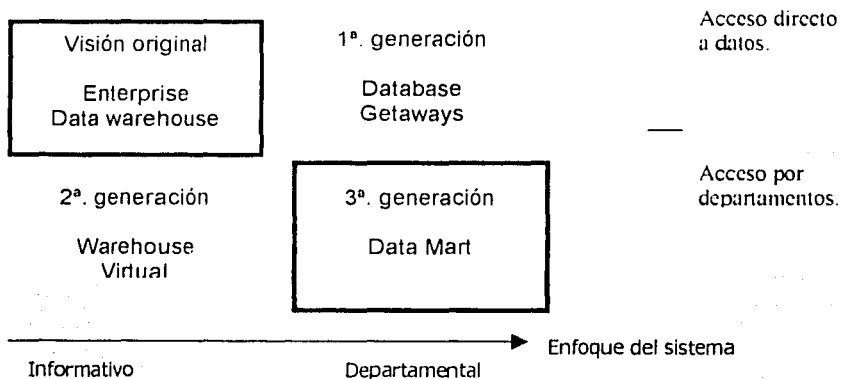 Visión original
Enterprise
Data warehouse
1ª. generación
Database
Getaways
Acceso directo
a datos.
2ª. generación
Warehouse
Virtual
3ª. generación
Data Mart
Acceso por
departamentos.
Enfoque del sistema
Informativo
Departamental